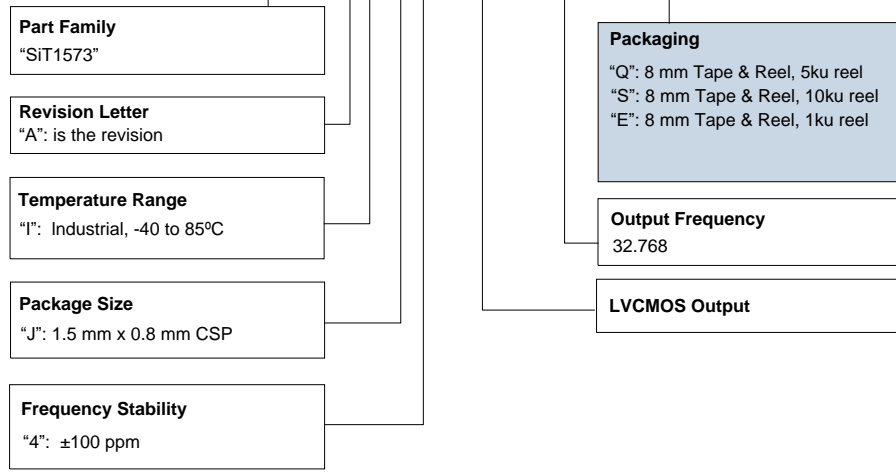 Part Family
“SiT1573”
Revision Letter
“A”: is the revision
Temperature Range
“I”: Industrial, -40 to 85ºC
Package Size
“J”: 1.5 mm x 0.8 mm CSP
Frequency Stability
“4”: ±100 ppm
Packaging
“Q”: 8 mm Tape & Reel, 5ku reel
“S”: 8 mm Tape & Reel, 10ku reel
“E”: 8 mm Tape & Reel, 1ku reel
Output Frequency
32.768
LVCMOS Output